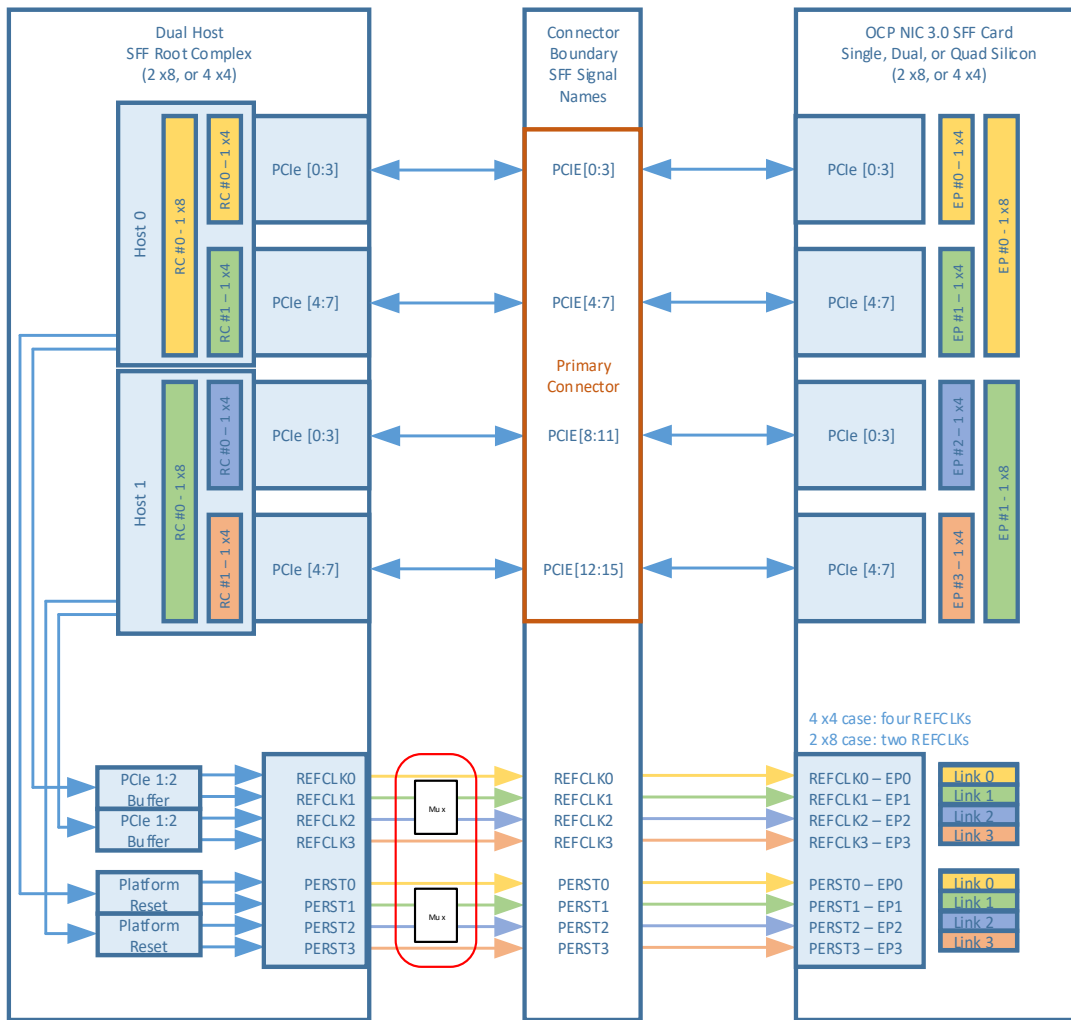 Dual Host
SFF Root Complex
(2 x8, or 4 x4)
Connector
Boundary
SFF Signal
Names
OCP NIC 3.0 SFF Card
Single, Dual, or Quad Silicon
(2 x8, or 4 x4)
Host 0
RC #0 - 1 x8
RC #0 – 1 x4
PCIe [0:3]
PCIE[0:3]
PCIe [0:3]
EP #0 – 1 x4
EP #0 - 1 x8
RC #1 – 1 x4
PCIe [4:7]
PCIE[4:7]
PCIe [4:7]
EP #1 – 1 x4
Primary
Connector
Host 1
RC #0 - 1 x8
RC #0 – 1 x4
PCIe [0:3]
PCIE[8:11]
PCIe [0:3]
EP #2 – 1 x4
EP #1 - 1 x8
RC #1 – 1 x4
PCIe [4:7]
PCIE[12:15]
PCIe [4:7]
EP #3 – 1 x4
4 x4 case: four REFCLKs
2 x8 case: two REFCLKs
PCIe 1:2
Buffer
PCIe 1:2
Buffer
REFCLK0
REFCLK1
REFCLK2
REFCLK3
Mux
REFCLK0
REFCLK1
REFCLK2
REFCLK3
REFCLK0 – EP0
REFCLK1 – EP1
REFCLK2 – EP2
REFCLK3 – EP3
Link 0
Link 1
Link 2
Link 3
Platform
Reset
Platform
Reset
PERST0
PERST1
PERST2
PERST3
Mux
PERST0
PERST1
PERST2
PERST3
PERST0 – EP0
PERST1 – EP1
PERST2 – EP2
PERST3 – EP3
Link 0
Link 1
Link 2
Link 3